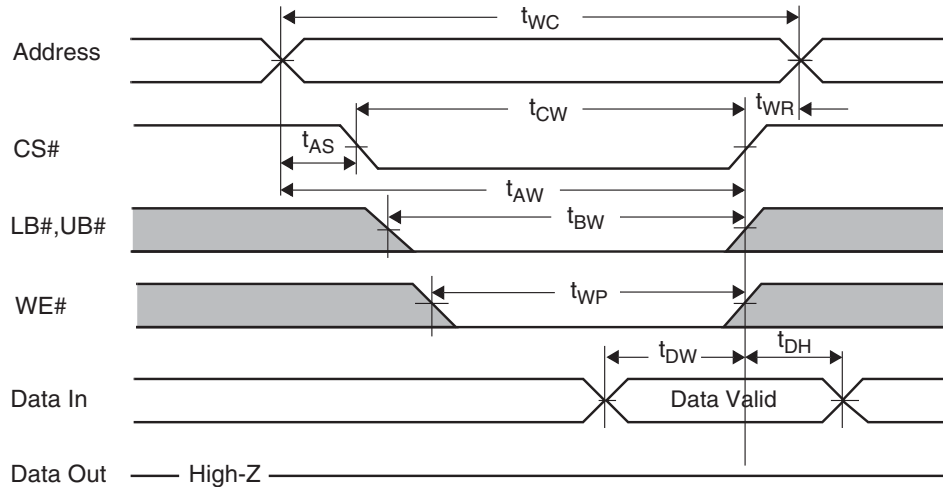 tWC
Address
tCW
tWR
CS#
tAS
tAW
LB#,UB#
tBW
WE#
tWP
tDW
tDH
Data In
Data Valid
Data Out
High-Z